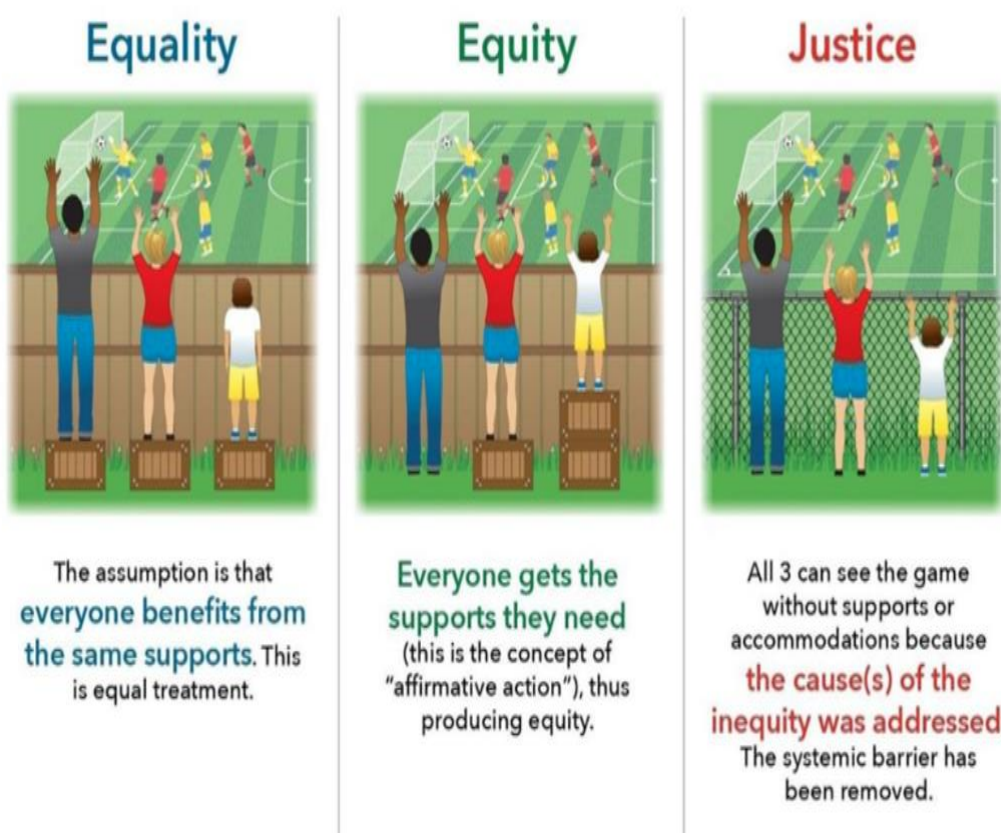 Equality
The assumption is that
everyone benefits from
the same supports. This
is equal treatment.
Equity
Everyone gets the
supports they need
(this is the concept of
"affirmative action"), thus
producing equity.
Justice
All 3 can see the game
without supports or
accommodations because
the cause(s) of the
inequity was addressed
The systemic barrier has
been removed.